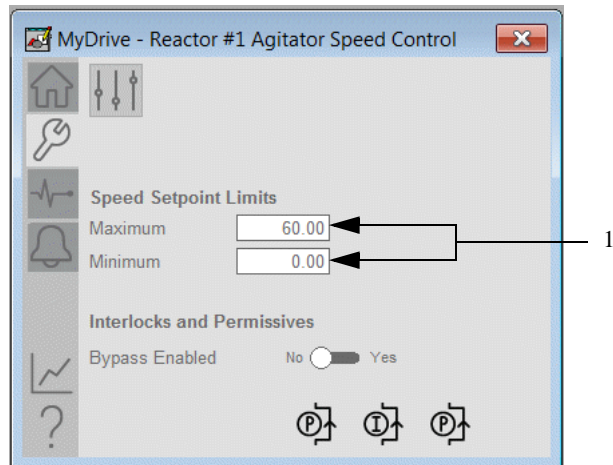 MyDrive - Reactor #1 Agitator Speed Control
Speed Setpoint Limits
Maximum 60.00
1
Minimum 0.00
Interlocks and Permissives
Bypass Enabled No Yes
?
P I P